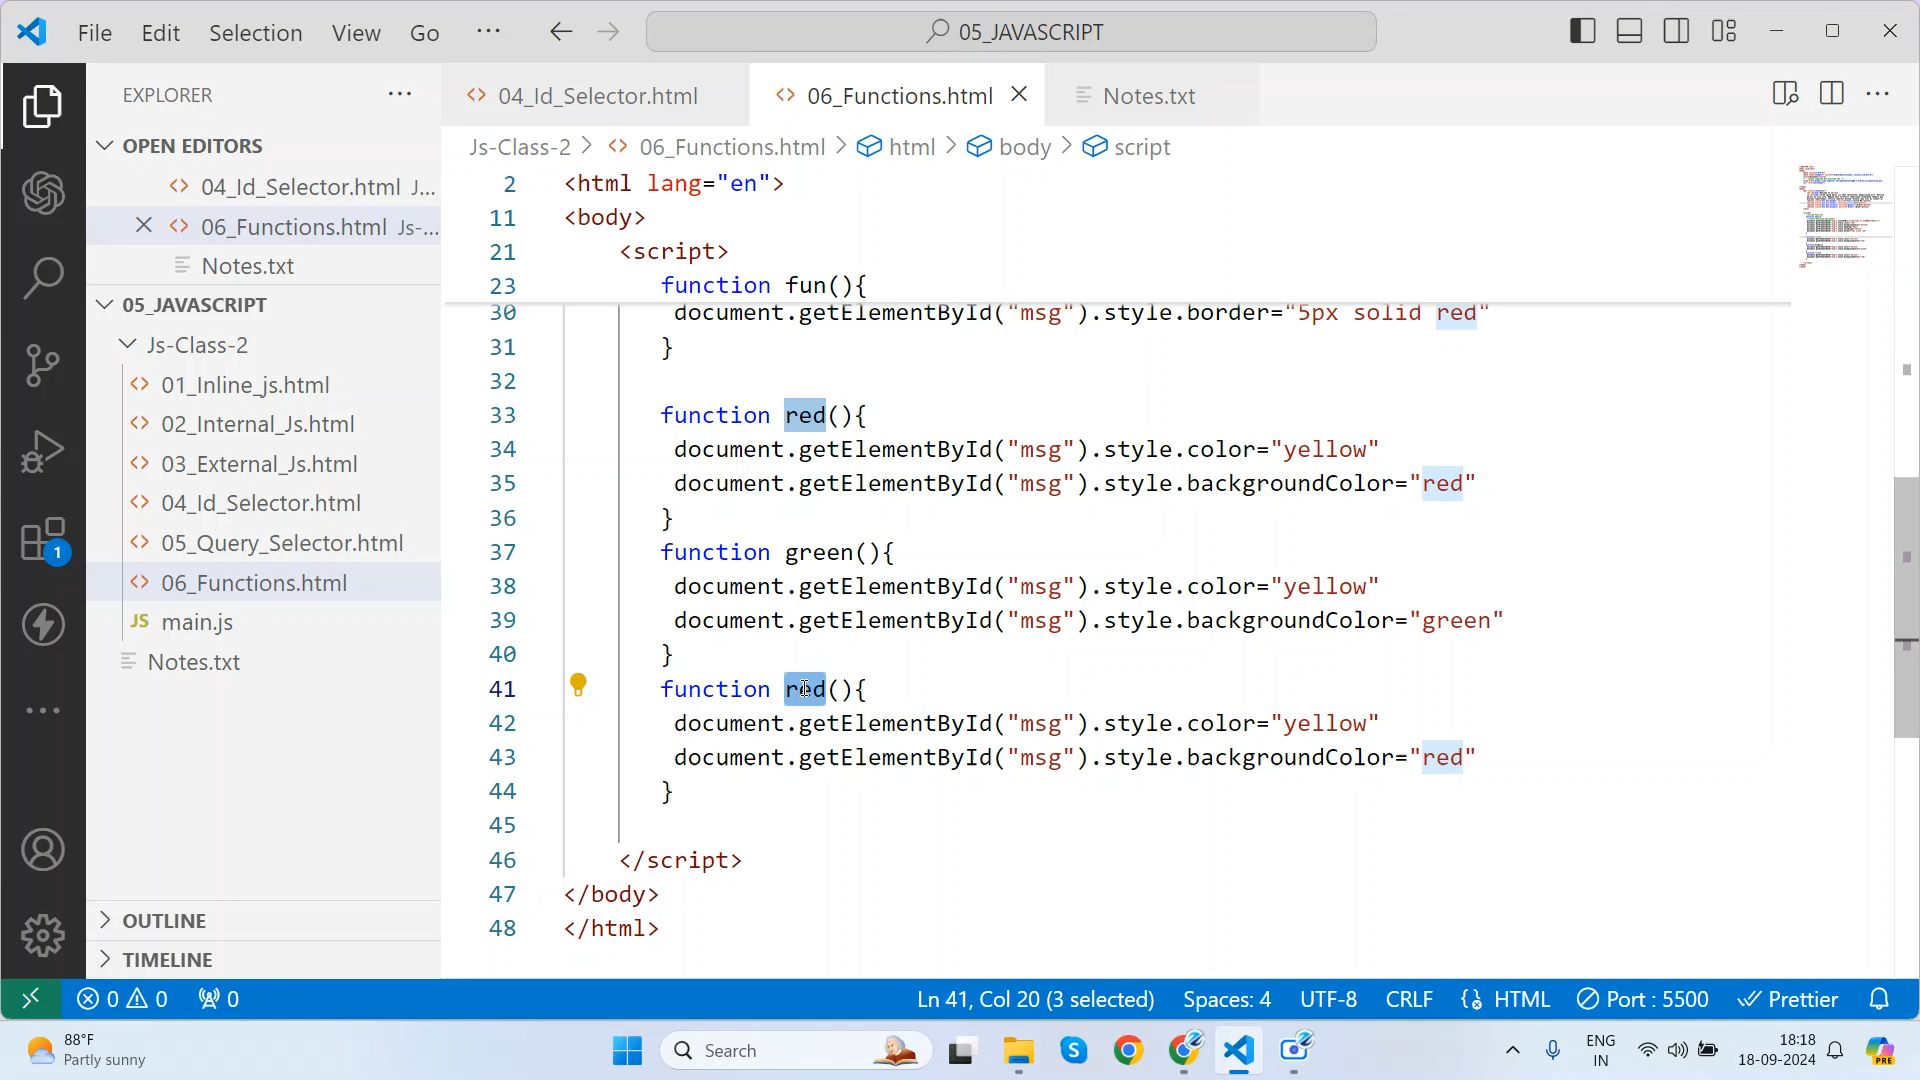 File Edit Selection View Go ... 05_JAVASCRIPT
EXPLORER
04_Id_Selector.html 06_Functions.html Notes.txt
OPEN EDITORS
04_Id_Selector.html J...
06_Functions.html Js-...
Notes.txt
05_JAVASCRIPT
Js-Class-2
01_Inline_js.html
02_Internal_Js.html
03_External_Js.html
04_Id_Selector.html
05_Query_Selector.html
06_Functions.html
JS main.js
Notes.txt
1
OUTLINE
TIMELINE
Js-Class-2 > 06_Functions.html > html > body > script
2 <html lang="en">
11 <body>
21 <script>
23 function fun(){
30 document.getElementById("msg").style.border="5px solid red"
31 }
32
33 function red(){
34 document.getElementById("msg").style.color="yellow"
35 document.getElementById("msg").style.backgroundColor="red"
36 }
37 function green(){
38 document.getElementById("msg").style.color="yellow"
39 document.getElementById("msg").style.backgroundColor="green"
40 }
41 function red(){
42 document.getElementById("msg").style.color="yellow"
43 document.getElementById("msg").style.backgroundColor="red"
44 }
45
46 </script>
47 </body>
48 </html>
0 0 0 Ln 41, Col 20 (3 selected) Spaces: 4 UTF-8 CRLF HTML Port : 5500 Prettier
88°F
Partly sunny
Search
ENG
IN
18:18
18-09-2024
PRE